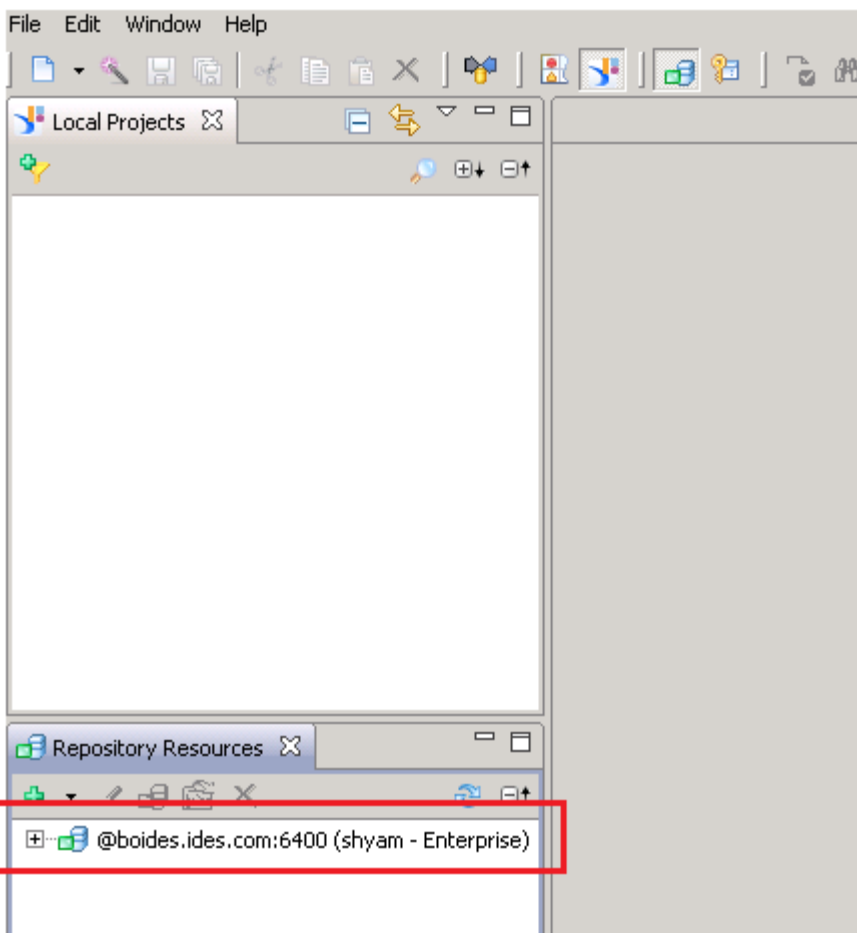 File Edit Window Help
Local Projects
Repository Resources
@boides.ides.com:6400 (shyam - Enterprise)